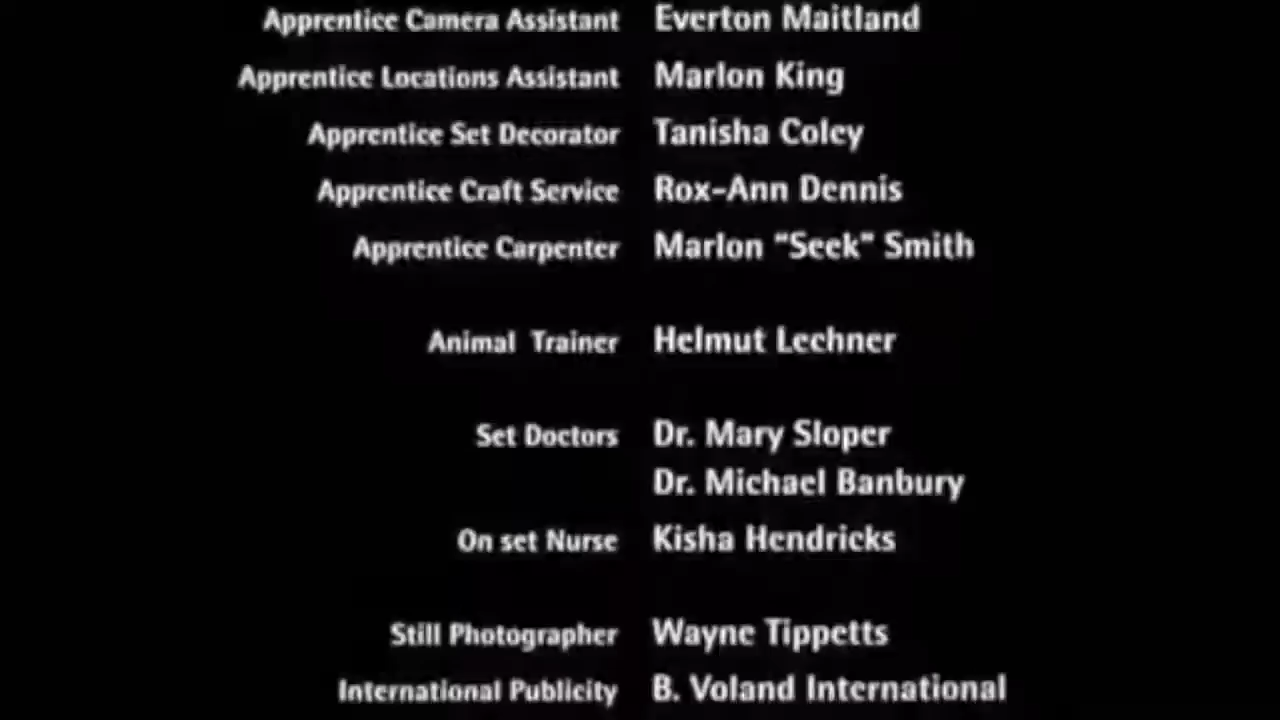 Apprentice Camera Assistant Everton Maitland
Apprentice Locations Assistant Marlon King
Apprentice Set Decorator Tanisha Coley
Apprentice Craft Service Rox-Ann Dennis
Apprentice Carpenter Marlon "Seek" Smith
Animal Trainer Helmut Lechner
Set Doctors Dr. Mary Sloper
Dr. Michael Banbury
On set Nurse Kisha Hendricks
Still Photographer Wayne Tippetts
International Publicity B. Voland International